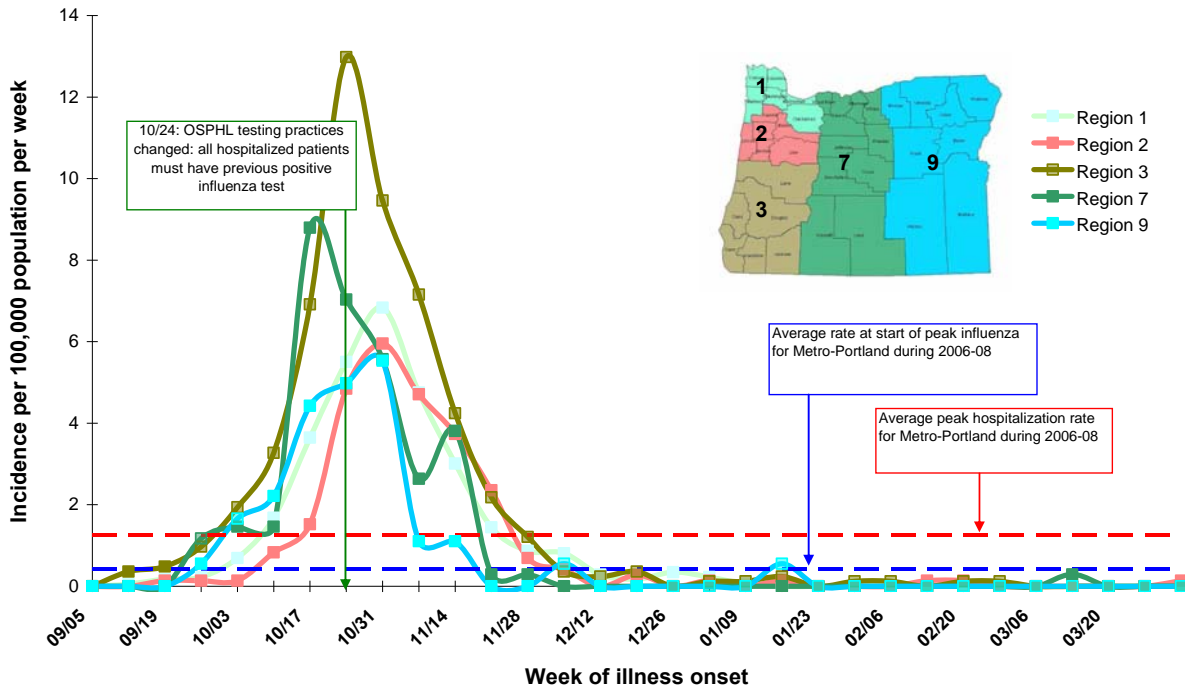 14
12
10
8
6
4
2
0
Incidence per 100,000 population per week
10/24: OSPHL testing practices
changed: all hospitalized patients
must have previous positive
influenza test
1
2
3
7
9
Region 1
Region 2
Region 3
Region 7
Region 9
Average rate at start of peak influenza
for Metro-Portland during 2006-08
Average peak hospitalization rate
for Metro-Portland during 2006-08
09/05
09/19
10/03
10/17
10/31
11/14
11/28
12/12
12/26
01/09
01/23
02/06
02/20
03/06
03/20
Week of illness onset